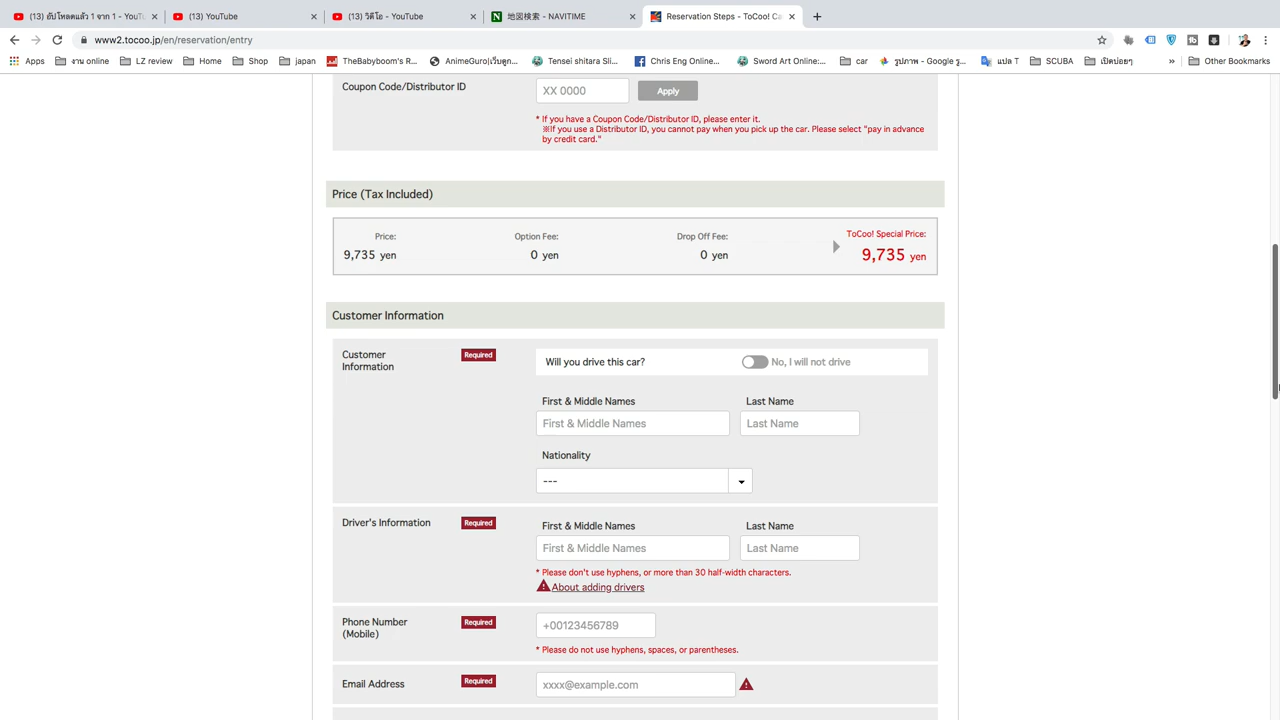 (13) อัปโหลดแล้ว 1 จาก 1 - YouTu
(13) YouTube
(13) วิดีโอ - YouTube
地図検索 - NAVITIME
Reservation Steps - ToCoo! Ca
www2.tocoo.jp/en/reservation/entry
Apps
งาน online
LZ review
Home
Shop
japan
TheBabyboom's R...
AnimeGuro|เว็บดูก...
Tensei shitara Sli...
Chris Eng Online...
Sword Art Online:...
car
รูปภาพ - Google รู...
แปล T
SCUBA
เปิดบ่อยๆ
»
Other Bookmarks
Coupon Code/Distributor ID
XX 0000
Apply
* If you have a Coupon Code/Distributor ID, please enter it.
※If you use a Distributor ID, you cannot pay when you pick up the car. Please select "pay in advance
by credit card."
Price (Tax Included)
Price:
9,735 yen
Option Fee:
0 yen
Drop Off Fee:
0 yen
ToCoo! Special Price:
9,735 yen
Customer Information
Customer
Information
Required
Will you drive this car?
No, I will not drive
First & Middle Names
Last Name
First & Middle Names
Last Name
Nationality
---
Driver's Information
Required
First & Middle Names
Last Name
First & Middle Names
Last Name
* Please don't use hyphens, or more than 30 half-width characters.
About adding drivers
Phone Number
(Mobile)
Required
+00123456789
* Please do not use hyphens, spaces, or parentheses.
Email Address
Required
xxxx@example.com